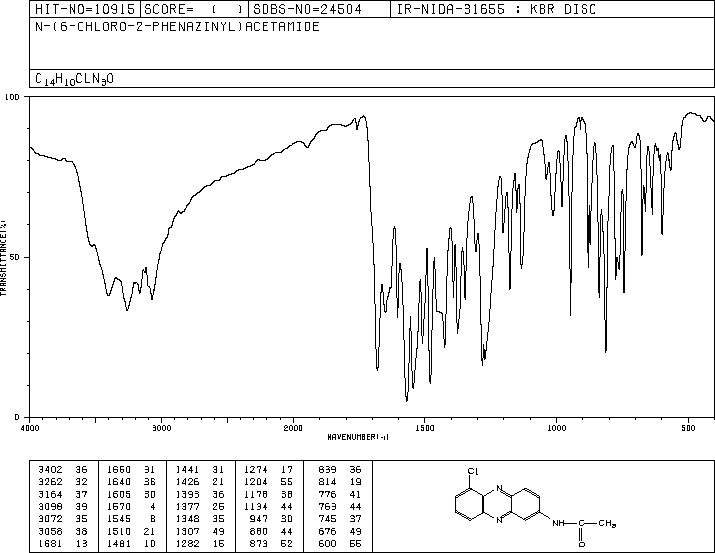 HIT-NO=10915 SCORE= ( ) SDBS-NO=24504 IR-NIDA-31655 : KBR DISC
N-(6-CHLORO-2-PHENAZINYL)ACETAMIDE
C14H10CLN3O
100
50
0
TRANSMITTANCE(%)
4000 3000 2000 1500 1000 500
WAVENUMBER(-1)
3402 36 1660 31 1441 31 1274 17 839 36
3262 32 1640 36 1426 21 1204 55 814 19
3164 37 1605 30 1393 36 1178 38 776 41
3098 39 1570 4 1377 25 1134 44 763 44
3072 35 1545 8 1348 35 947 30 745 37
3058 38 1510 21 1307 49 880 44 676 49
1681 13 1481 10 1282 15 873 52 600 55
Cl
N
N
NH C CH3
O